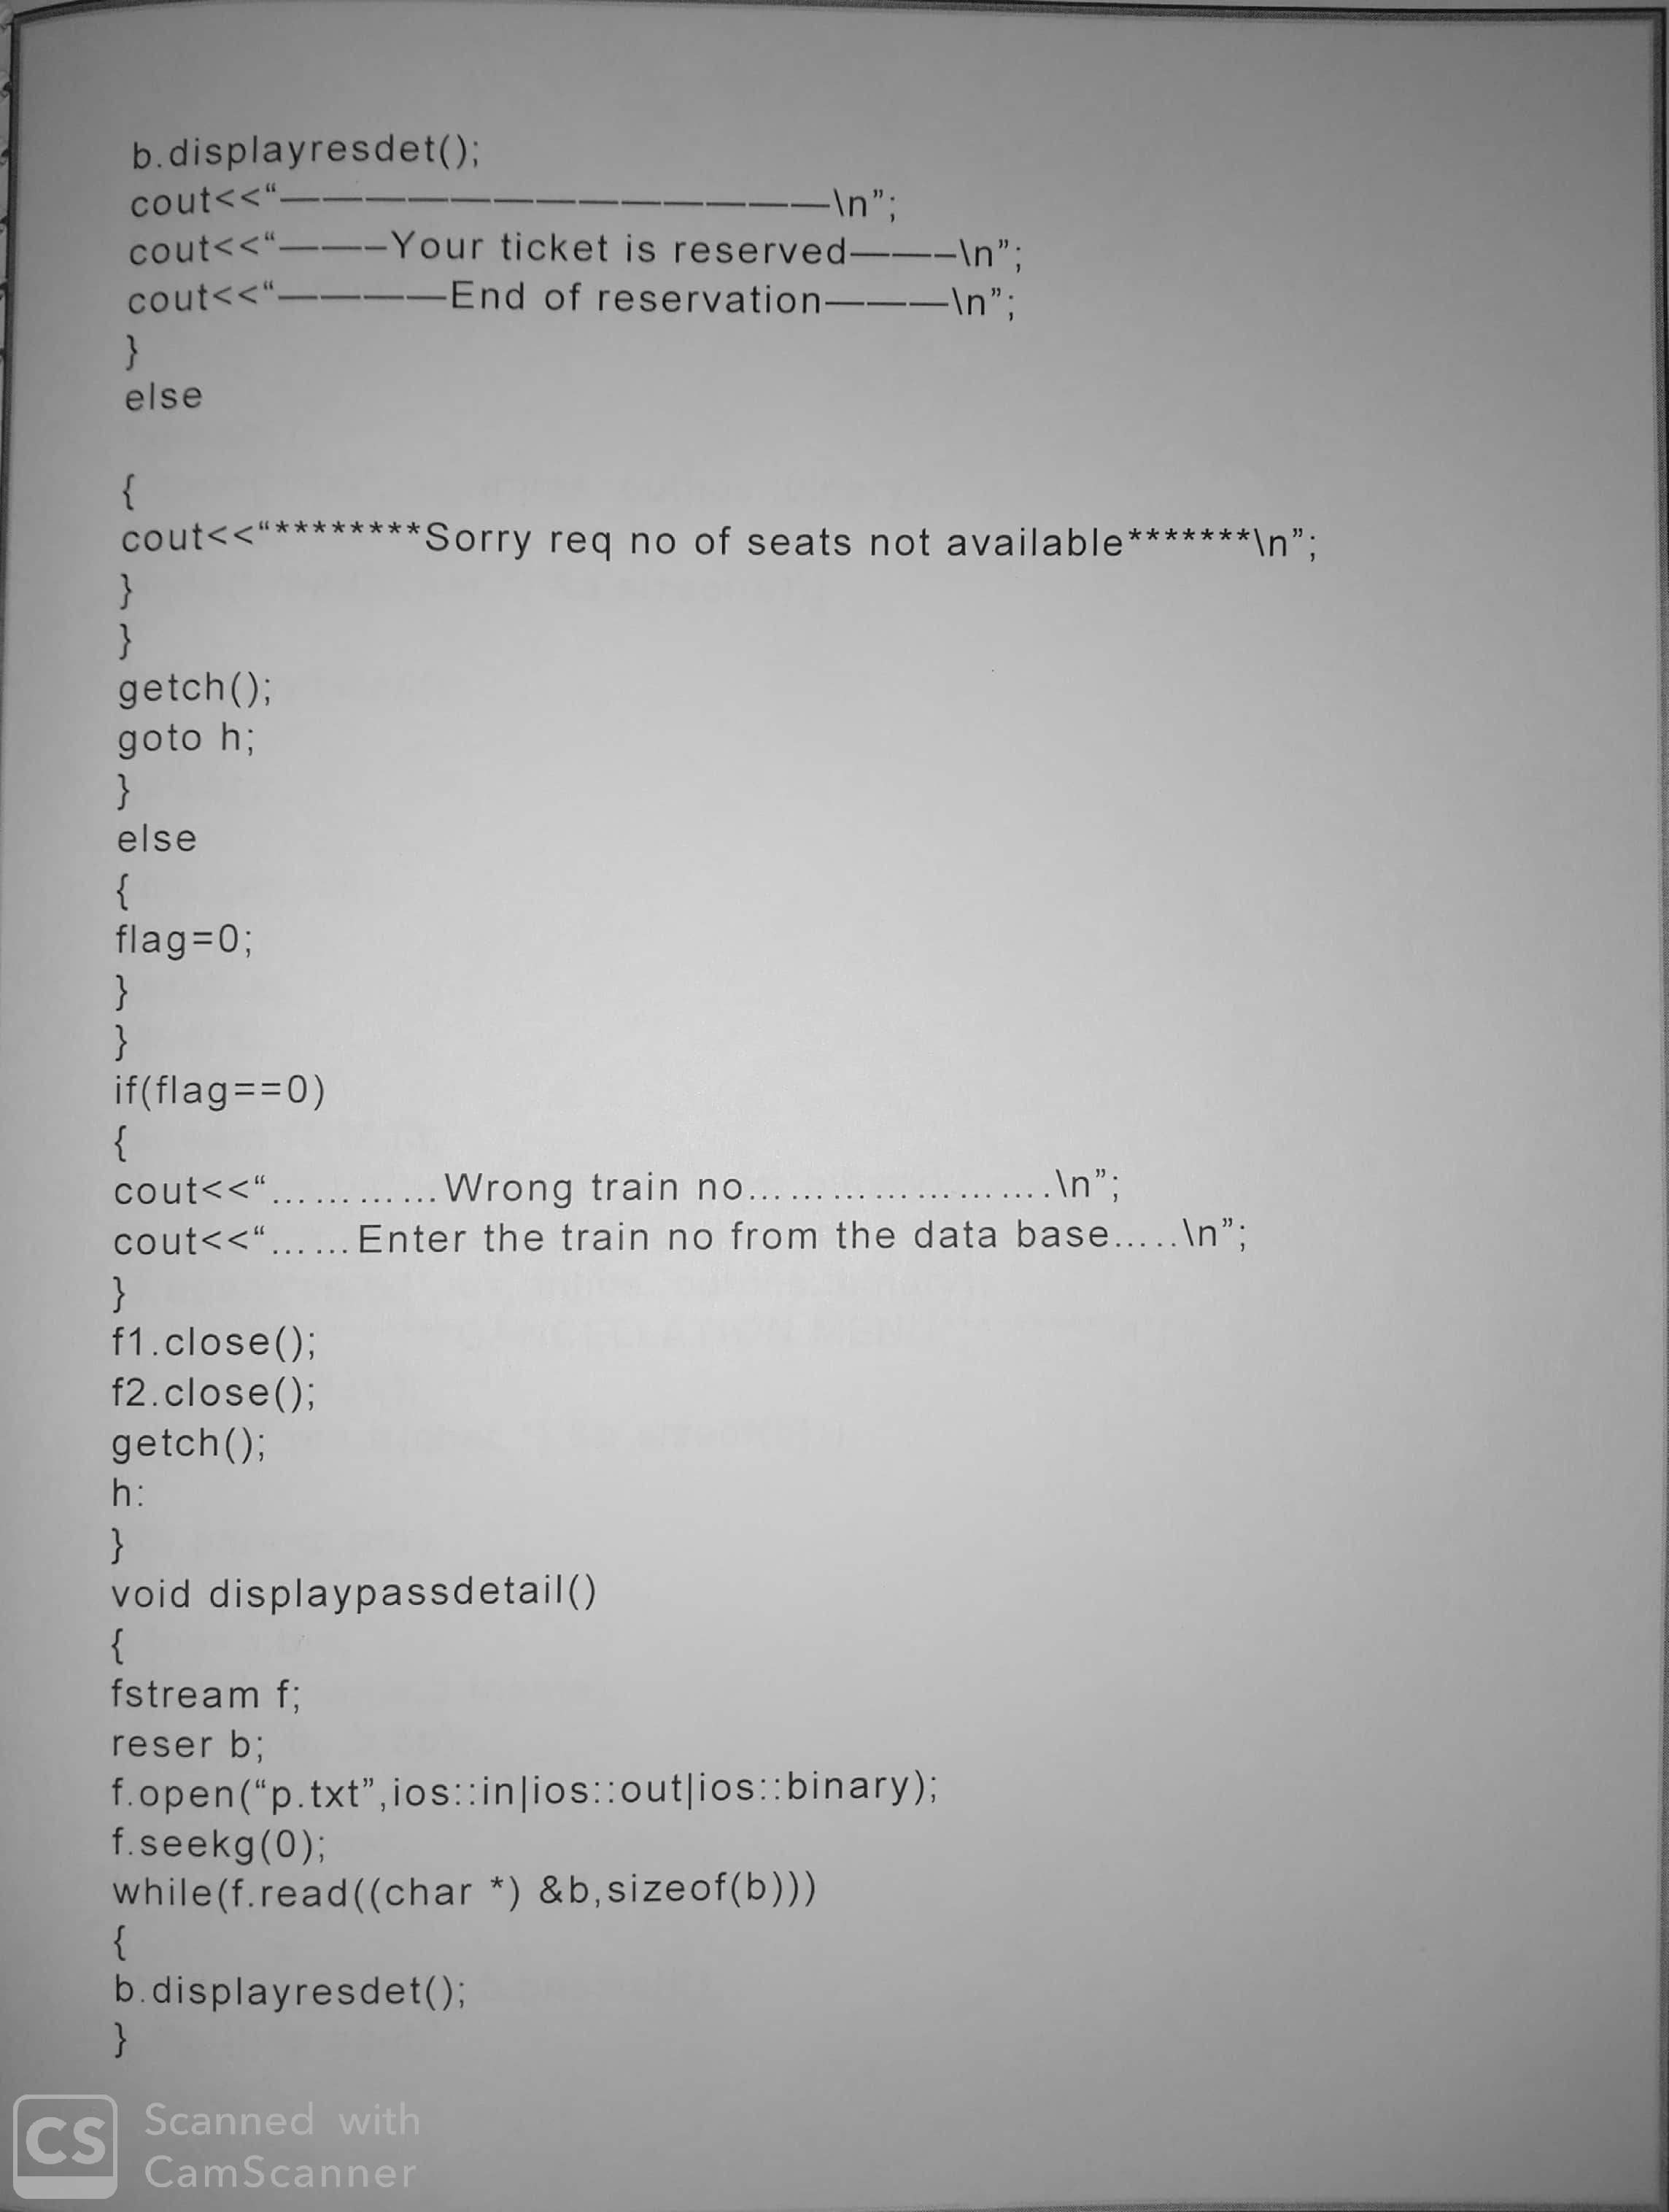 b.displayresdet();
cout<<“—————————————\n”;
cout<<“———Your ticket is reserved———\n”;
cout<<“————End of reservation———\n”;
}
else
{
cout<<“********Sorry req no of seats not available*******\n”;
}
}
getch();
goto h;
}
else
{
flag=0;
}
}
if(flag==0)
{
cout<<“…………Wrong train no…………………..\n”;
cout<<“……Enter the train no from the data base…..\n”;
}
f1.close();
f2.close();
getch();
h:
}
void displaypassdetail()
{
fstream f;
reser b;
f.open(“p.txt”,ios::in|ios::out|ios::binary);
f.seekg(0);
while(f.read((char *) &b,sizeof(b)))
{
b.displayresdet();
}
CS
Scanned with
CamScanner